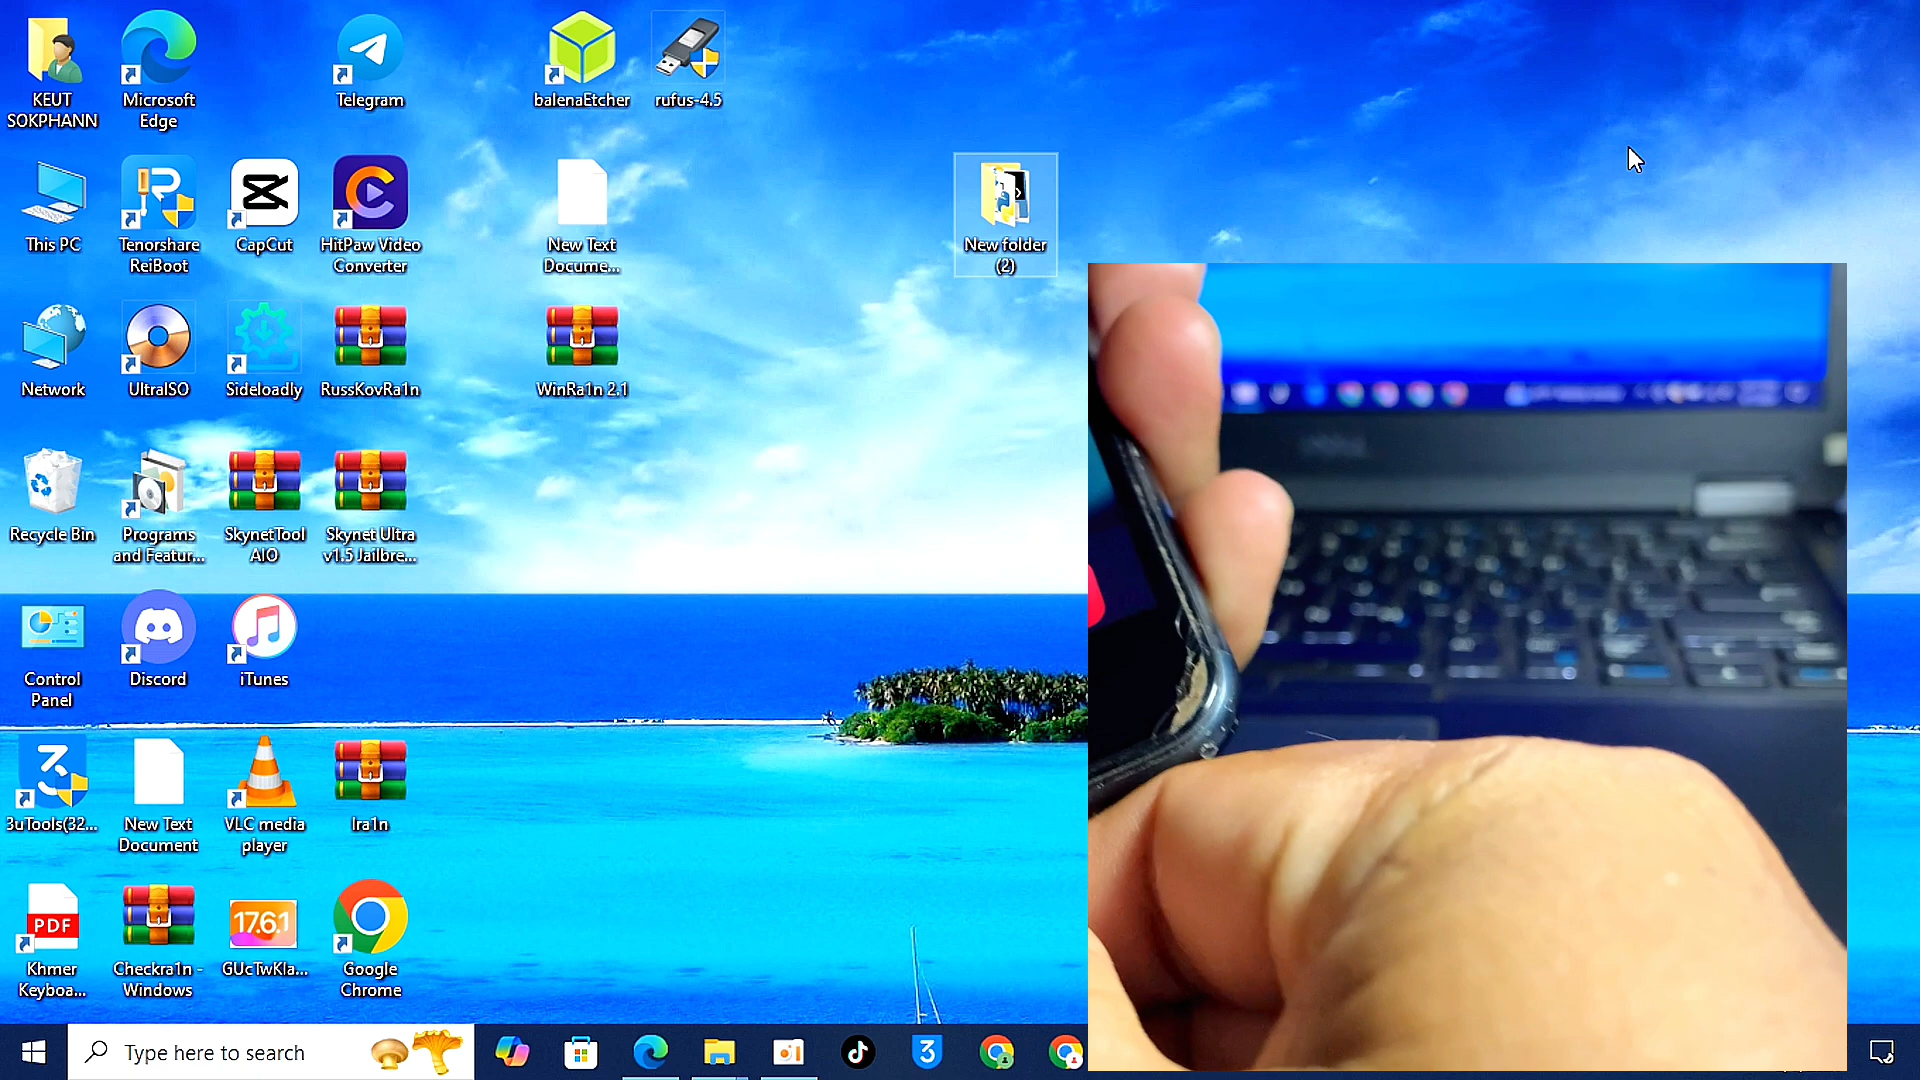 KEUT
SOKPHANN
Microsoft
Edge
Telegram
balenaEtcher
rufus-4.5
This PC
Tenorshare
ReiBoot
CapCut
HitPaw Video
Converter
New Text
Docume...
New folder
(2)
Network
UltraISO
Sideloadly
RussKovRa1n
WinRa1n 2.1
Recycle Bin
Programs
and Featur...
SkynetTool
AIO
Skynet Ultra
v1.5 Jailbre...
Control
Panel
Discord
iTunes
3uTools(32...
New Text
Document
VLC media
player
Ira1n
PDF
17.6.1
Khmer
Keyboa...
Checkra1n -
Windows
GUcTwKla...
Google
Chrome
Type here to search